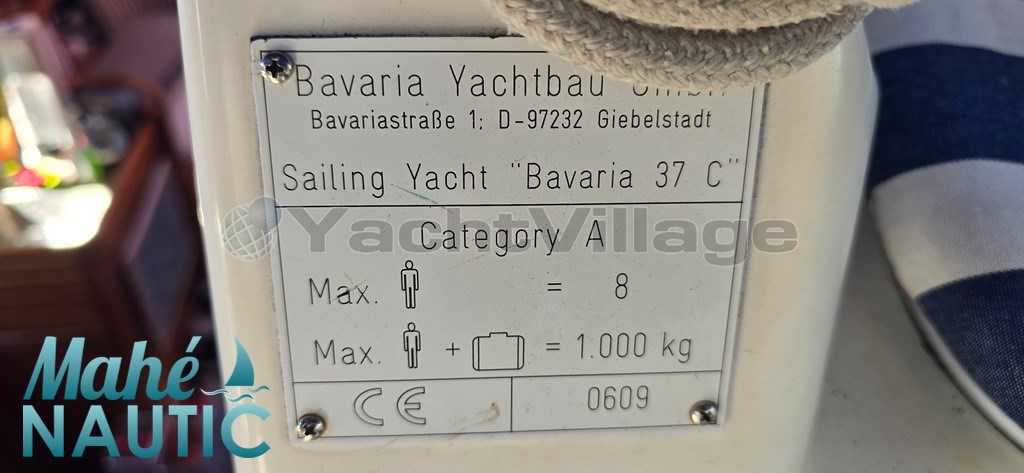 Bavaria Yachtbau GmbH
Bavariastraße 1; D-97232 Giebelstadt
Sailing Yacht "Bavaria 37 C"
YachtVillage
Category A
Max. = 8
Max. + = 1.000 kg
CE 0609
Mahé
NAUTIC